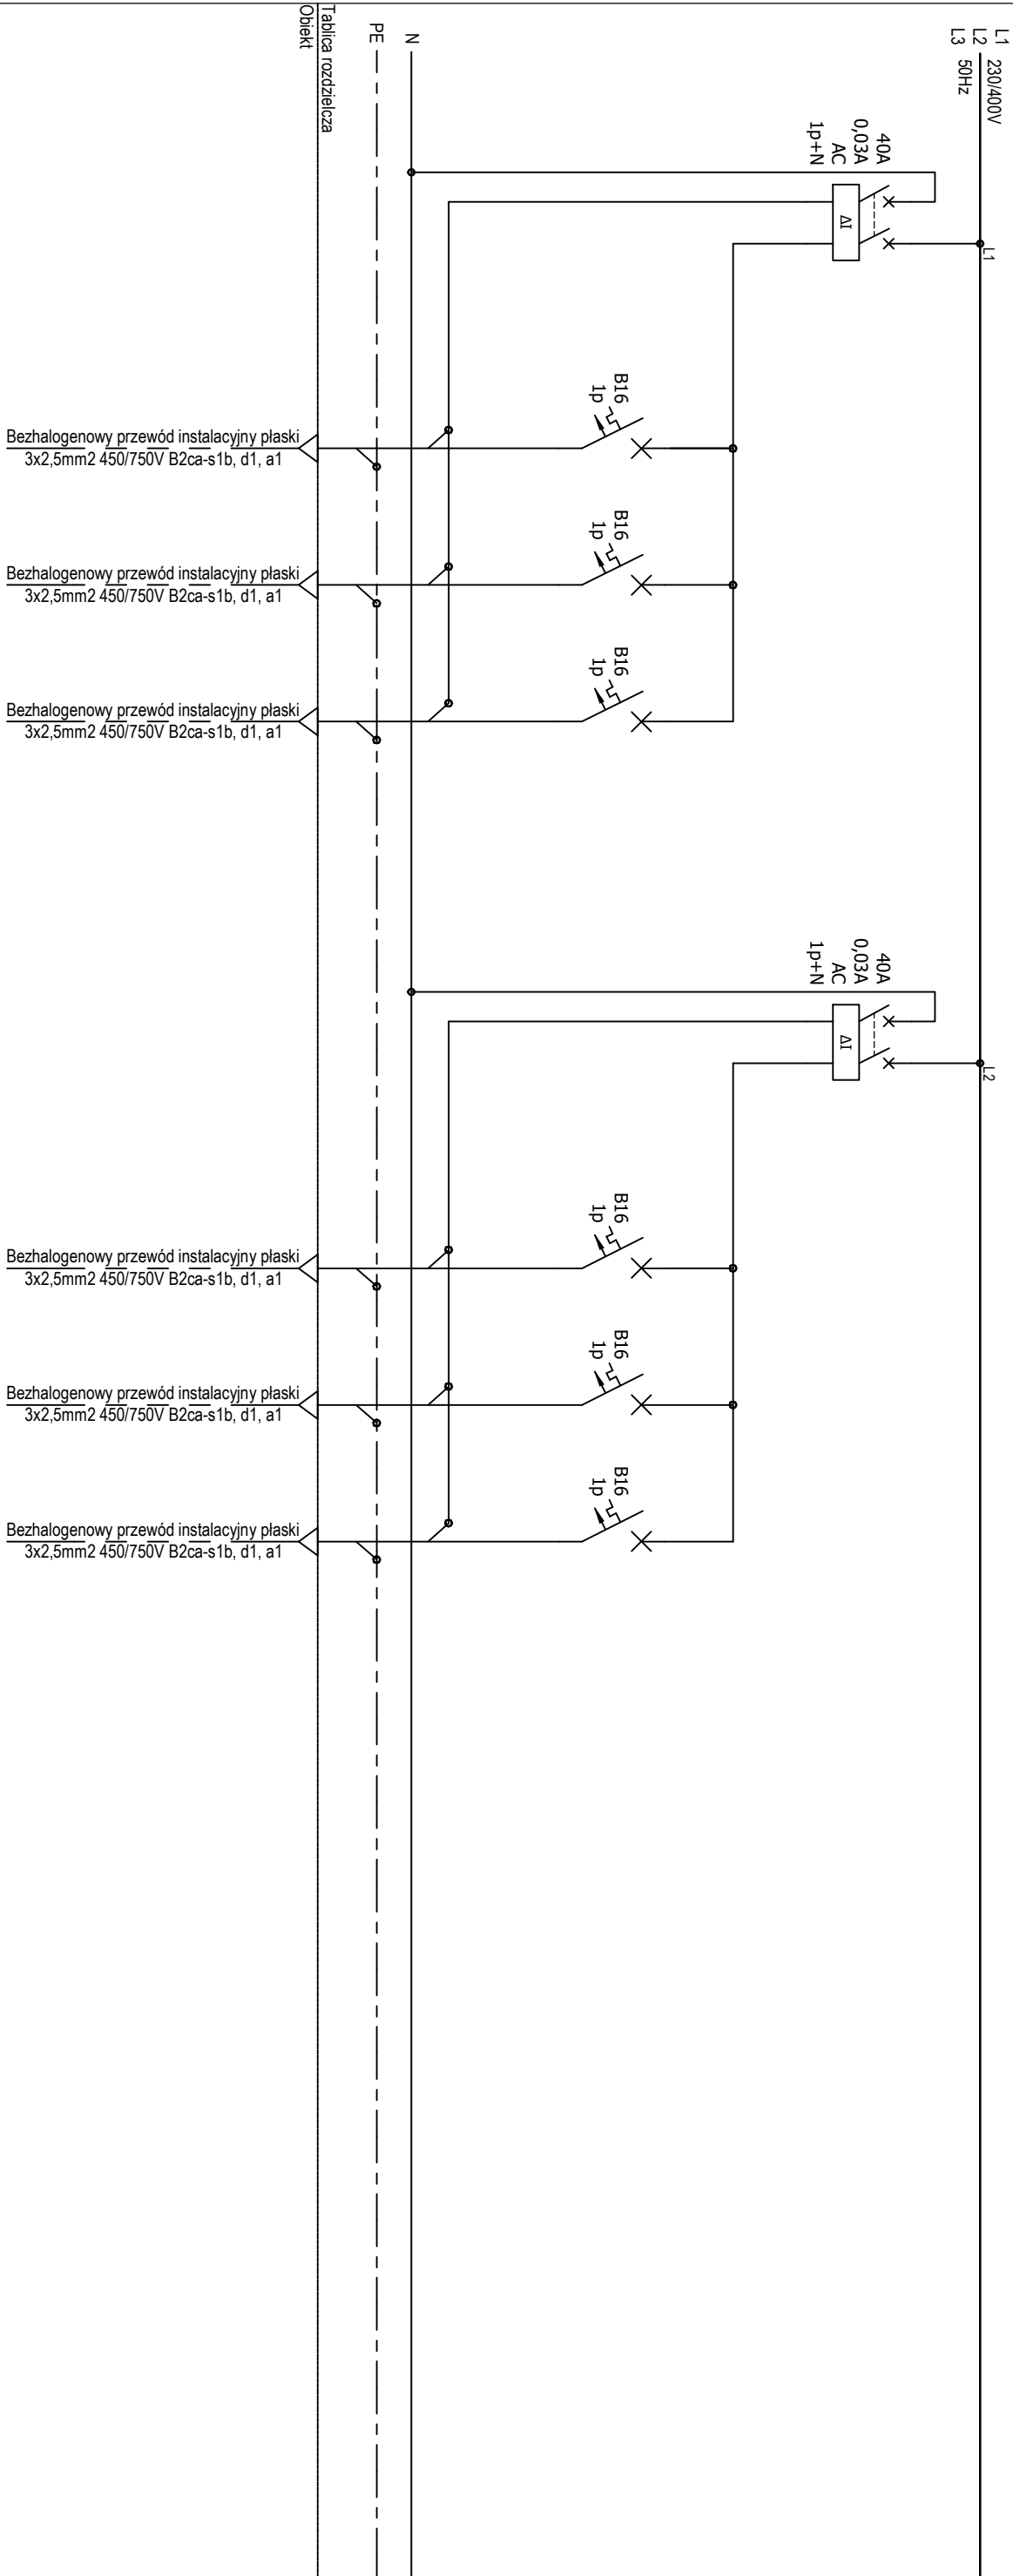 L1
L2
L3
230/400V
50Hz
L1
40A
0,03A
AC
1p+N
ΔI
B16
1p
B16
1p
B16
1p
L2
40A
0,03A
AC
1p+N
ΔI
B16
1p
B16
1p
B16
1p
N
PE
Tablica rozdzielcza
Obiekt
Bezhalogenowy przewód instalacyjny płaski
3x2,5mm2 450/750V B2ca-s1b, d1, a1
Bezhalogenowy przewód instalacyjny płaski
3x2,5mm2 450/750V B2ca-s1b, d1, a1
Bezhalogenowy przewód instalacyjny płaski
3x2,5mm2 450/750V B2ca-s1b, d1, a1
Bezhalogenowy przewód instalacyjny płaski
3x2,5mm2 450/750V B2ca-s1b, d1, a1
Bezhalogenowy przewód instalacyjny płaski
3x2,5mm2 450/750V B2ca-s1b, d1, a1
Bezhalogenowy przewód instalacyjny płaski
3x2,5mm2 450/750V B2ca-s1b, d1, a1